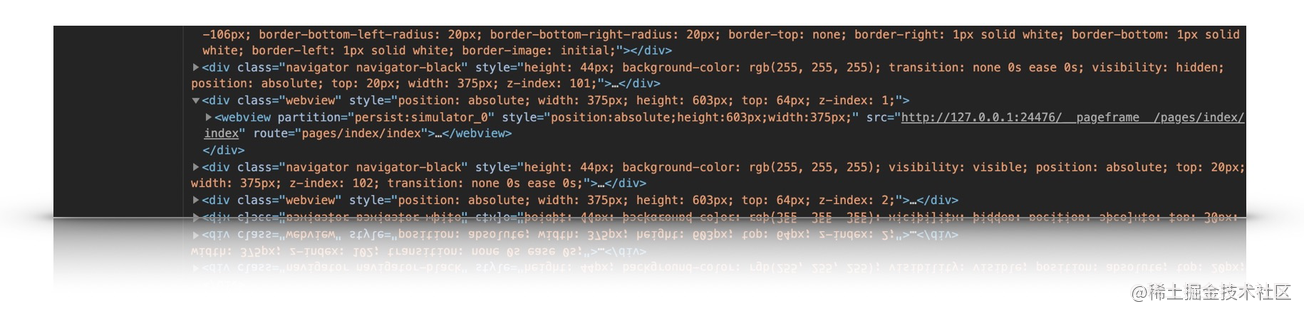 -106px; border-bottom-left-radius: 20px; border-bottom-right-radius: 20px; border-top: none; border-right: 1px solid white; border-bottom: 1px solid
white; border-left: 1px solid white; border-image: initial;"></div>
▶<div class="navigator navigator-black" style="height: 44px; background-color: rgb(255, 255, 255); transition: none 0s ease 0s; visibility: hidden;
position: absolute; top: 20px; width: 375px; z-index: 101;">…</div>
▼<div class="webview" style="position: absolute; width: 375px; height: 603px; top: 64px; z-index: 1;">
▶<webview partition="persist:simulator_0" style="position:absolute;height:603px;width:375px;" src="http://127.0.0.1:24476/__pageframe__/pages/index/
index" route="pages/index/index">…</webview>
</div>
▶<div class="navigator navigator-black" style="height: 44px; background-color: rgb(255, 255, 255); visibility: visible; position: absolute; top: 20px;
width: 375px; z-index: 102; transition: none 0s ease 0s;">…</div>
▶<div class="webview" style="position: absolute; width: 375px; height: 603px; top: 64px; z-index: 2;">…</div>
@稀土掘金技术社区